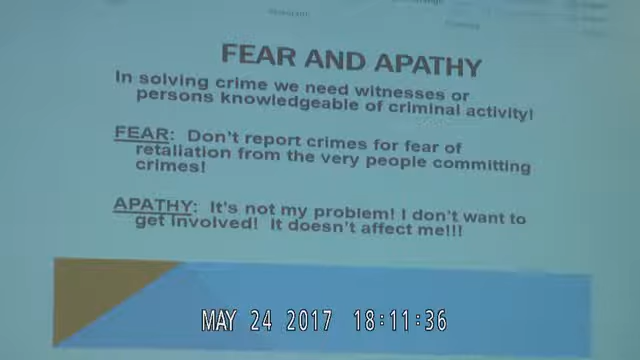 FEAR AND APATHY
In solving crime we need witnesses or
persons knowledgeable of criminal activity!
FEAR: Don't report crimes for fear of
retaliation from the very people committing
crimes!
APATHY: It's not my problem! I don't want to
get involved! It doesn't affect me!!!
MAY 24 2017 18:11:36